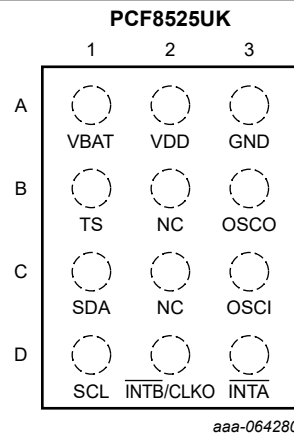 PCF8525UK
1 2 3
A
VBAT VDD GND
B
TS NC OSCO
C
SDA NC OSCI
D
SCL INTB/CLKO INTA
aaa-064280